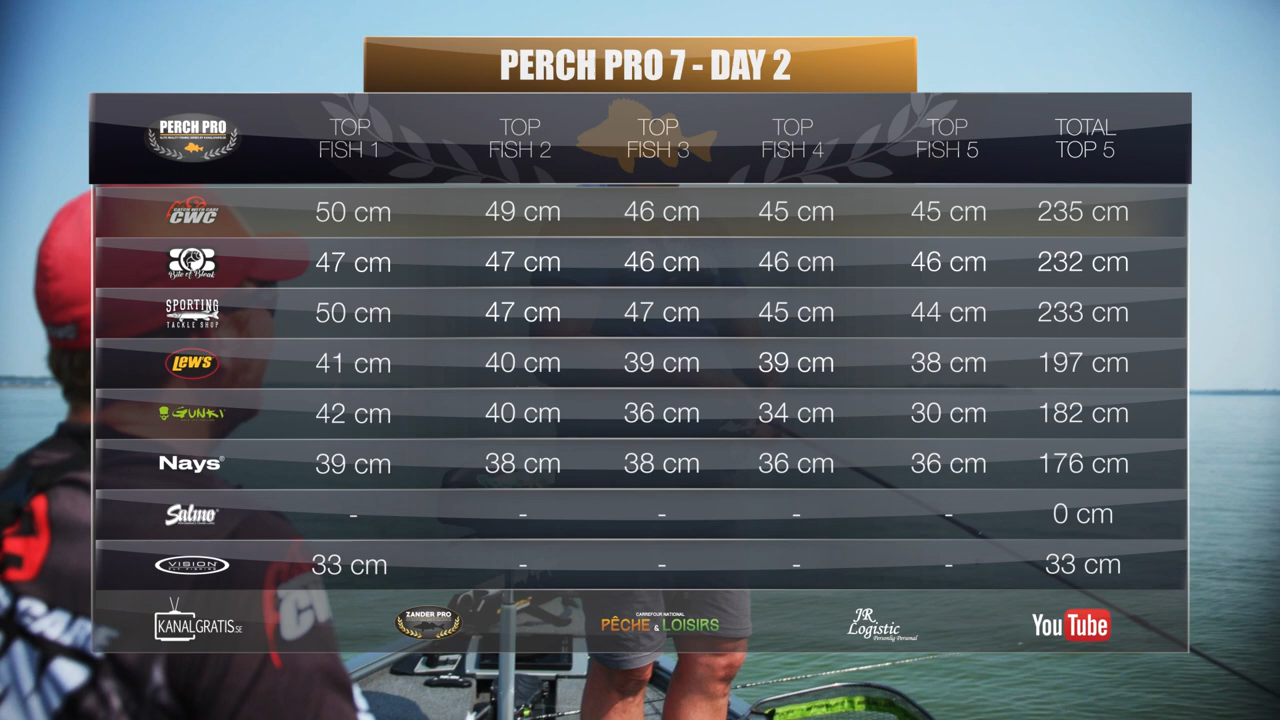 PERCH PRO 7 - DAY 2
PERCH PRO
TOP FISH 1 TOP FISH 2 TOP FISH 3 TOP FISH 4 TOP FISH 5 TOTAL TOP 5
CATCH WITH CARE
CWC 50 cm 49 cm 46 cm 45 cm 45 cm 235 cm
Bite of Bleak 47 cm 47 cm 46 cm 46 cm 46 cm 232 cm
SPORTING
TACKLE SHOP 50 cm 47 cm 47 cm 45 cm 44 cm 233 cm
LEW'S 41 cm 40 cm 39 cm 39 cm 38 cm 197 cm
GUNKI 42 cm 40 cm 36 cm 34 cm 30 cm 182 cm
Nays® 39 cm 38 cm 38 cm 36 cm 36 cm 176 cm
Salmo® - - - - - 0 cm
VISION 33 cm - - - - 33 cm
KANALGRATIS.SE ZANDER PRO CARREFOUR NATIONAL PÊCHE & LOISIRS JR Logistic Personlig Personal YouTube